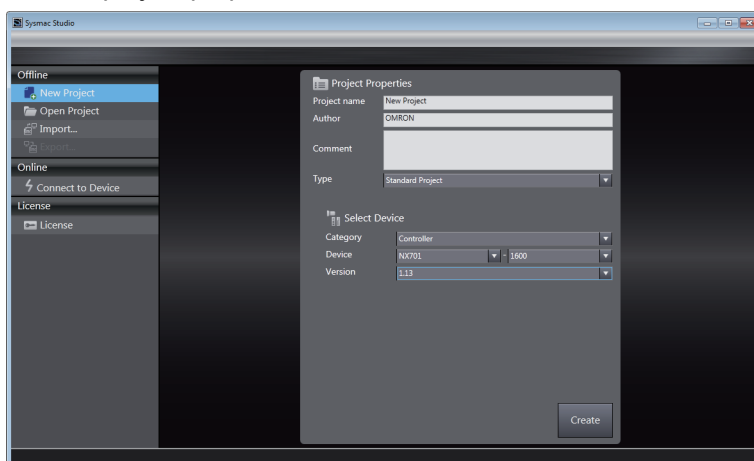 Sysmac Studio
Offline
New Project
Open Project
Import...
Export...
Online
Connect to Device
License
License
Project Properties
Project name New Project
Author OMRON
Comment
Type Standard Project
Select Device
Category Controller
Device NX701 - 1600
Version 1.13
Create